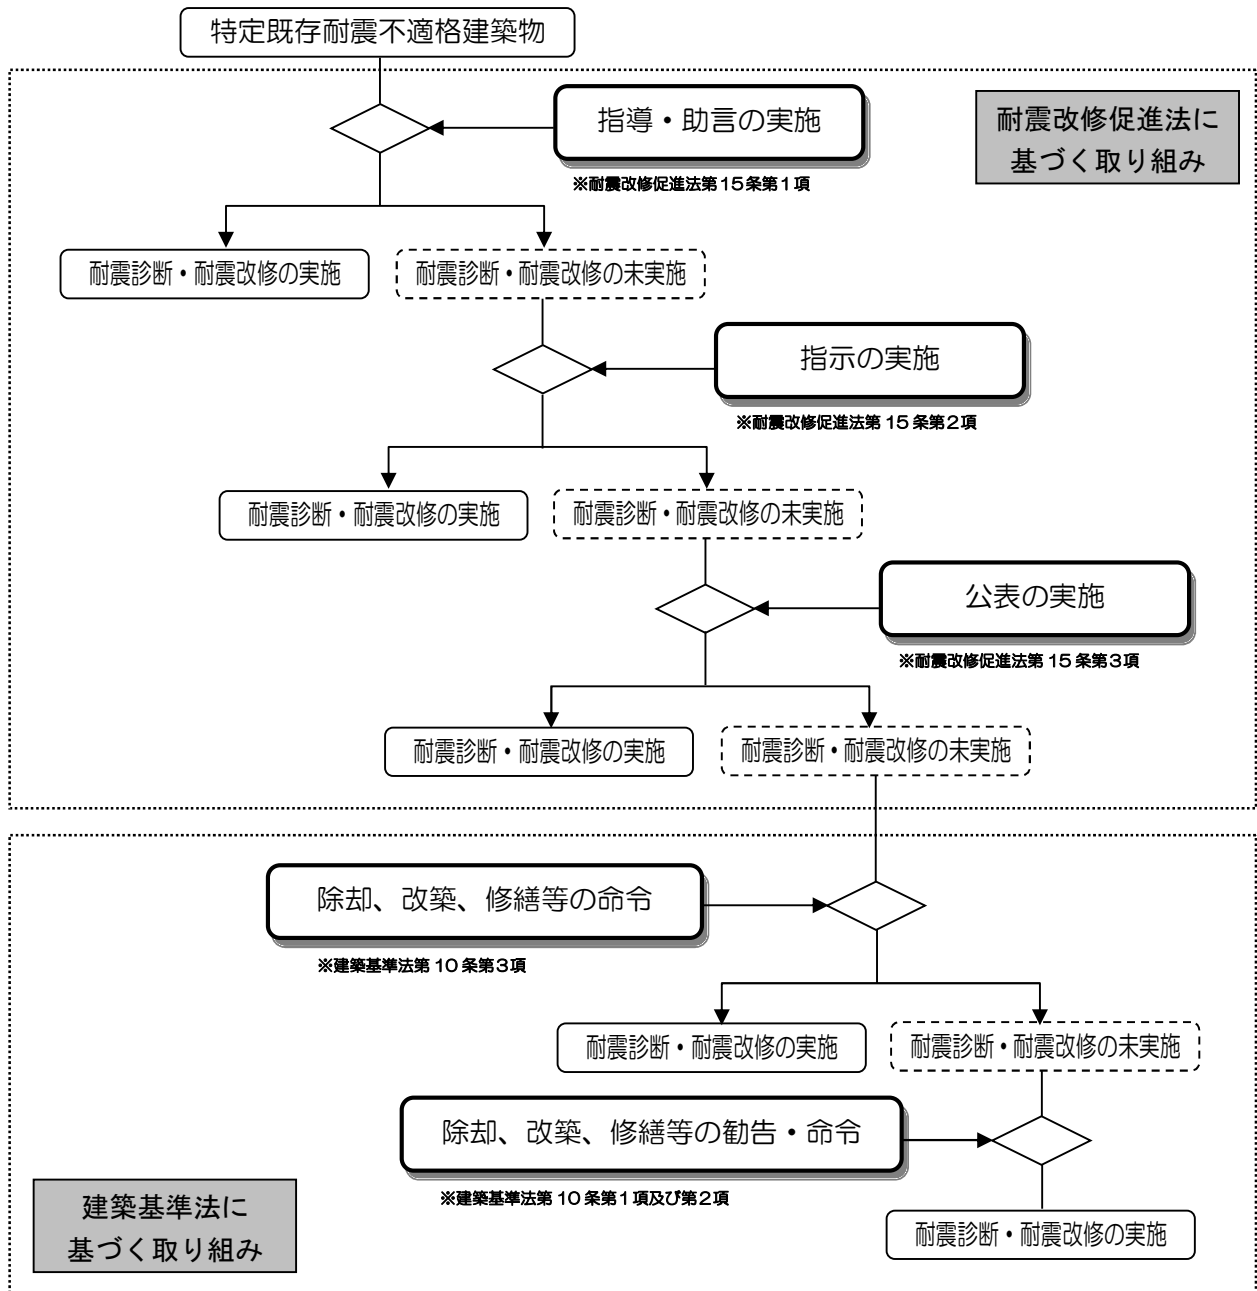 特定既存耐震不適格建築物
指導・助言の実施
※耐震改修促進法第15条第1項
耐震改修促進法に
基づく取り組み
耐震診断・耐震改修の実施
耐震診断・耐震改修の未実施
指示の実施
※耐震改修促進法第15条第2項
耐震診断・耐震改修の実施
耐震診断・耐震改修の未実施
公表の実施
※耐震改修促進法第15条第3項
耐震診断・耐震改修の実施
耐震診断・耐震改修の未実施
除却、改築、修繕等の命令
※建築基準法第10条第3項
耐震診断・耐震改修の実施
耐震診断・耐震改修の未実施
除却、改築、修繕等の勧告・命令
※建築基準法第10条第1項及び第2項
建築基準法に
基づく取り組み
耐震診断・耐震改修の実施